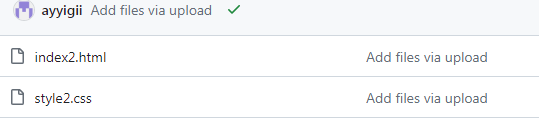 ayyigii Add files via upload
index2.html Add files via upload
style2.css Add files via upload